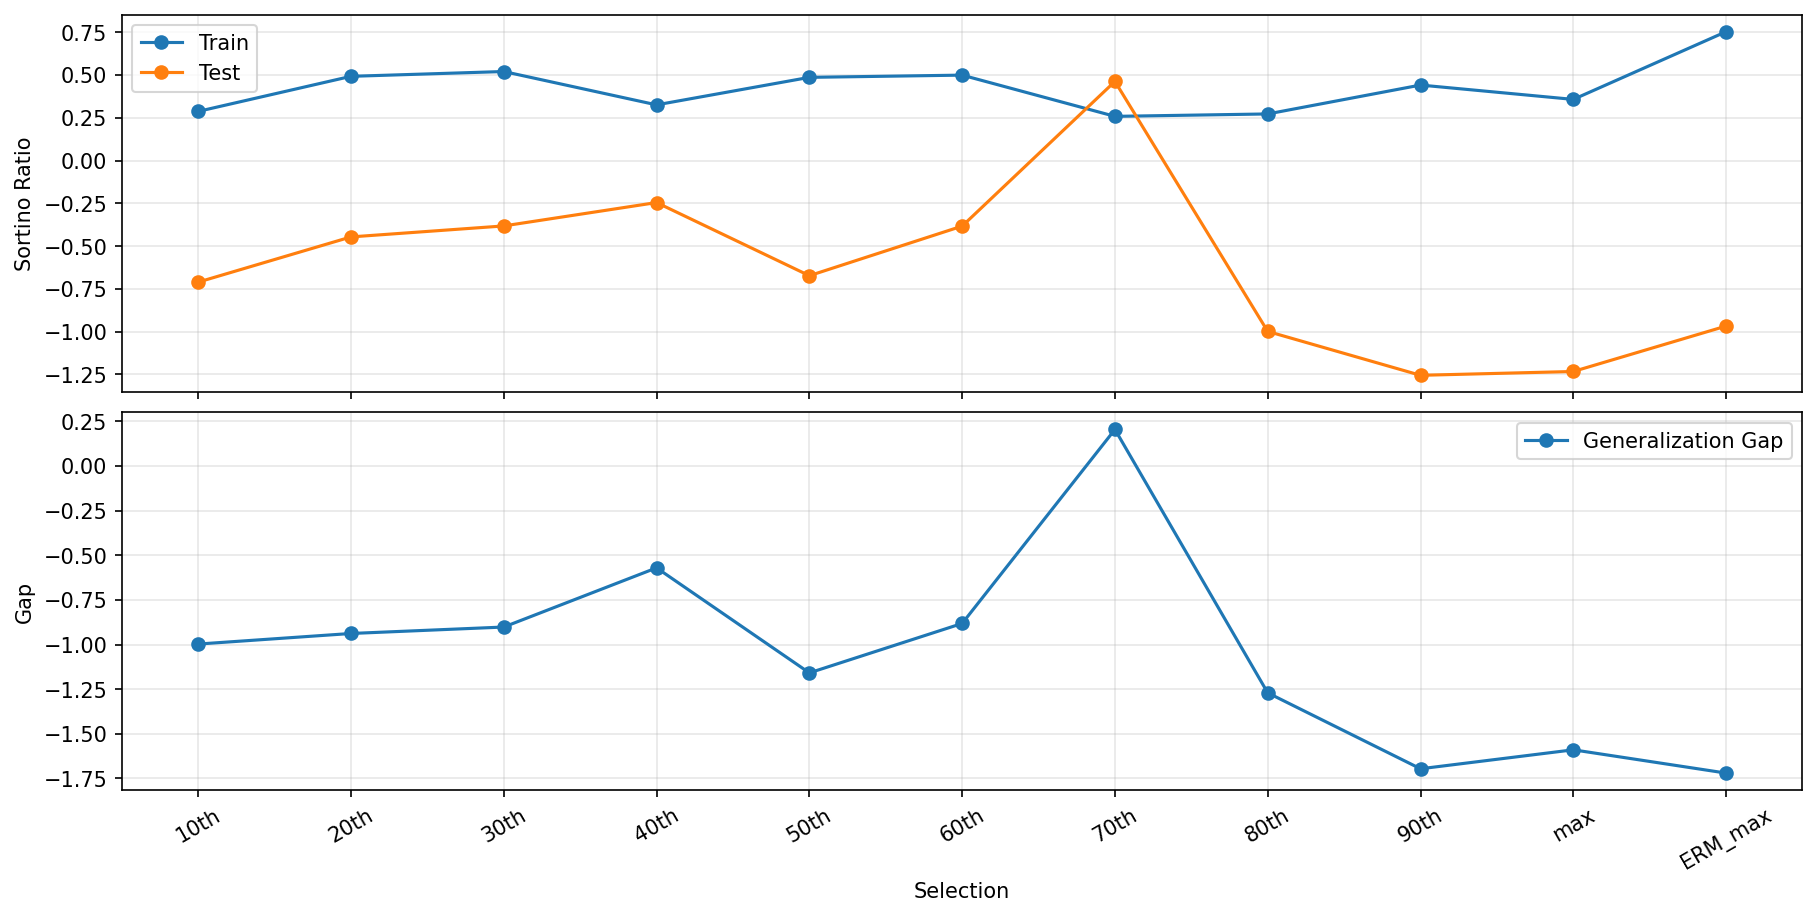 Train
Test
0.75
0.50
0.25
0.00
−0.25
−0.50
−0.75
−1.00
−1.25
Sortino Ratio
Generalization Gap
0.25
0.00
−0.25
−0.50
−0.75
−1.00
−1.25
−1.50
−1.75
Gap
10th
20th
30th
40th
50th
60th
70th
80th
90th
max
ERM_max
Selection